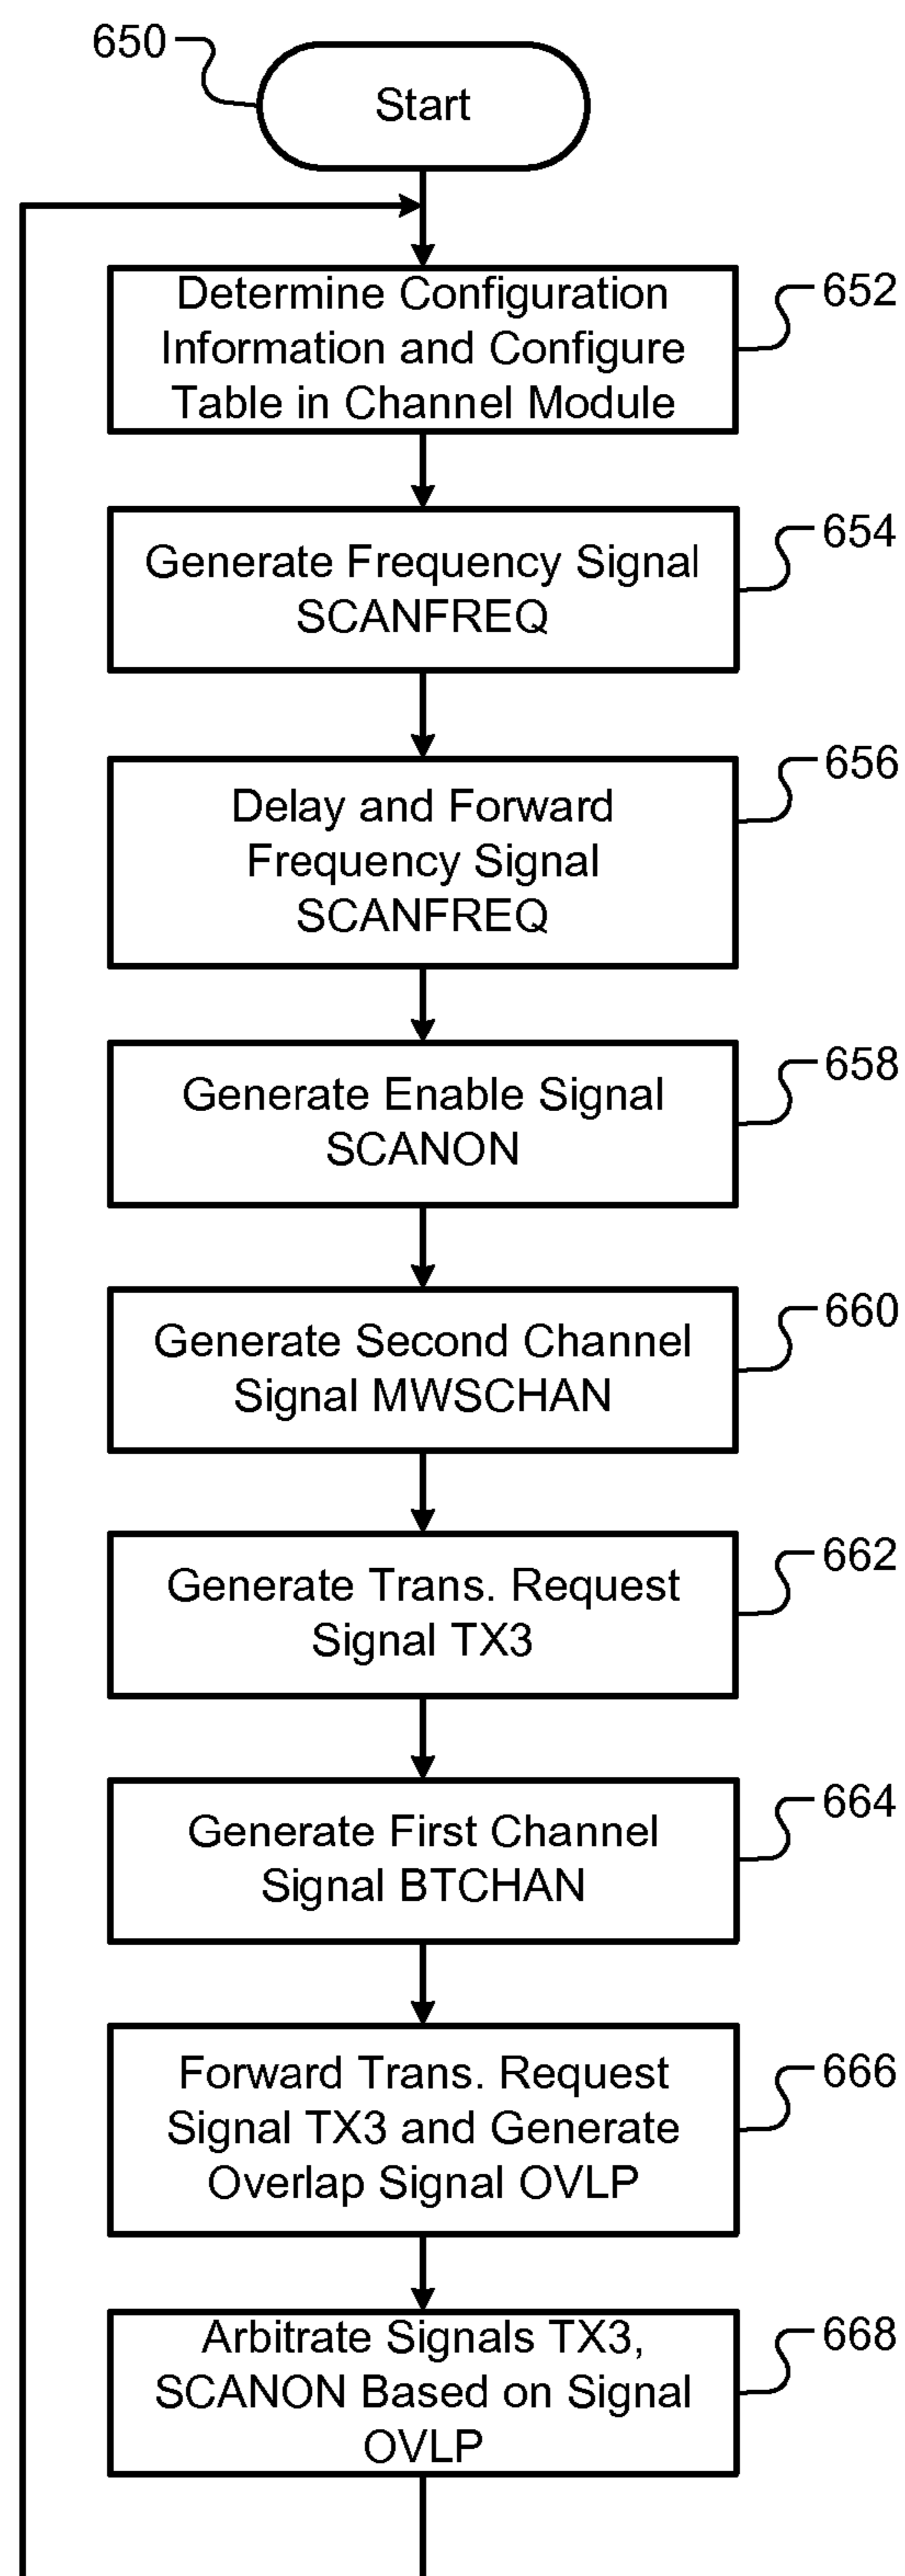 650
Start
Determine Configuration
Information and Configure
Table in Channel Module
652
Generate Frequency Signal
SCANFREQ
654
Delay and Forward
Frequency Signal
SCANFREQ
656
Generate Enable Signal
SCANON
658
Generate Second Channel
Signal MWSCHAN
660
Generate Trans. Request
Signal TX3
662
Generate First Channel
Signal BTCHAN
664
Forward Trans. Request
Signal TX3 and Generate
Overlap Signal OVLP
666
Arbitrate Signals TX3,
SCANON Based on Signal
OVLP
668